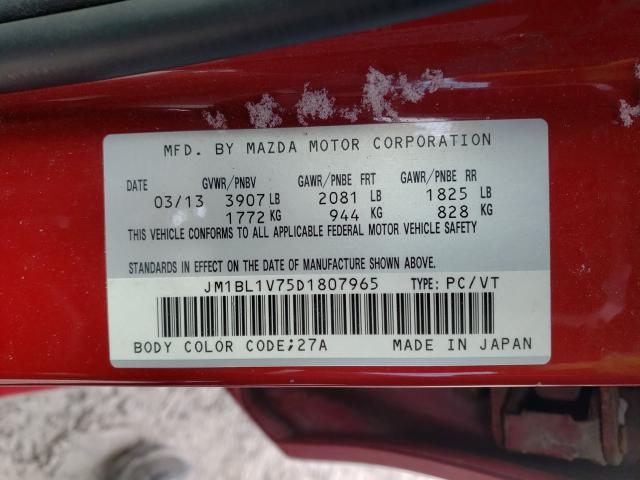 MFD. BY MAZDA MOTOR CORPORATION
DATE GVWR/PNBV GAWR/PNBE FRT GAWR/PNBE RR
03/13 3907 LB 2081 LB 1825 LB
1772 KG 944 KG 828 KG
THIS VEHICLE CONFORMS TO ALL APPLICABLE FEDERAL MOTOR VEHICLE SAFETY
STANDARDS IN EFFECT ON THE DATE OF MANUFACTURE SHOWN ABOVE.
JM1BL1V75D1807965 TYPE: PC/VT
BODY COLOR CODE;27A MADE IN JAPAN